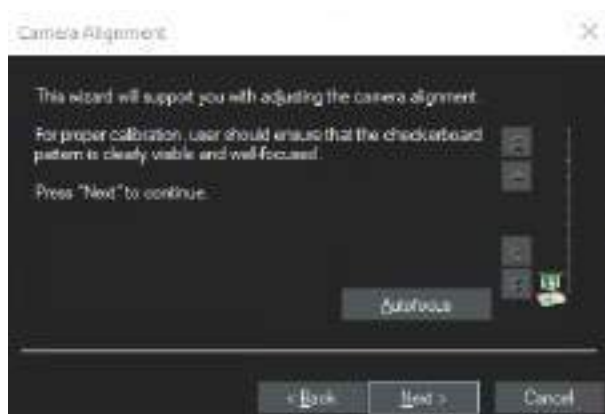 Camera Alignment
This wizard will support you with adjusting the camera alignment.
For proper calibration, user should ensure that the checkerboard
pattern is clearly visible and well-focused.
Press "Next" to continue.
Autofocus
< Back
Next >
Cancel